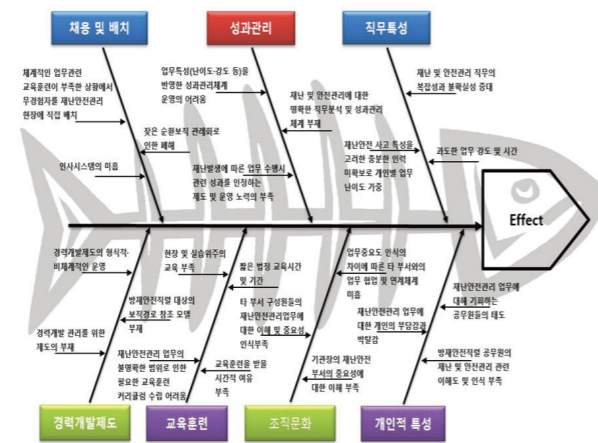 채용 및 배치
성과관리
직무특성
체계적인 업무관련
교육훈련이 부족한 상황에서
무경험자를 재난안전관리
현장에 직접 배치
잦은 순환보직 관례화로
인한 폐해
인사시스템의 미흡
업무특성(난이도·강도 등)을
반영한 성과관리체계
운영의 어려움
재난 및 안전관리에 대한
명확한 직무분석 및 성과관리
체계 부재
재난발생에 따른 업무 수행시
관련 성과를 인정하는
제도 및 운영 노력의 부족
재난 및 안전관리 직무의
복잡성과 불확실성 증대
재난안전 사고 특성을
고려한 충분한 인력
미확보로 개인별 업무
난이도 가중
과도한 업무 강도 및 시간
Effect
경력개발제도의 형식적·
비체계적인 운영
방재안전직렬 대상의
보직경로 참조 모델
부재
경력개발 관리를 위한
제도의 부재
현장 및 실습위주의
교육 부족
짧은 법정 교육시간
및 기간
재난안전관리 업무의
불명확한 범위로 인한
필요한 교육훈련
커리큘럼 수립 어려움
교육훈련을 받을
시간적 여유
부족
타 부서 구성원들의
재난안전관리업무에
대한 이해 및 중요성
인식부족
업무중요도 인식의
차이에 따른 타 부서와의
업무 협업 및 연계체계
미흡
기관장의 재난안전
부서의 중요성에
대한 이해 부족
재난안전관리 업무에
대한 개인의 부담감과
박탈감
재난안전관리 업무에
대해 기피하는
공무원들의 태도
방재안전직렬 공무원의
재난 및 안전관리 관련
이해도 및 인식 부족
경력개발제도
교육훈련
조직문화
개인적 특성